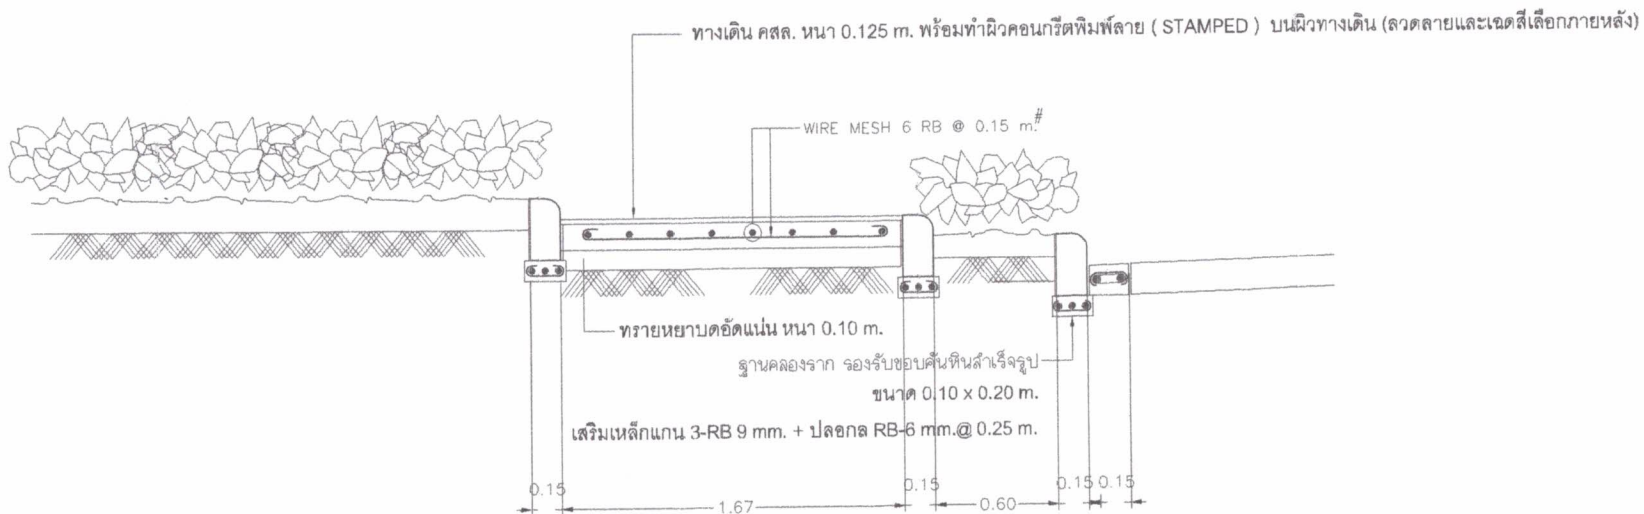 ทางเดิน คสล. หนา 0.125 m. พร้อมทำผิวคอนกรีตพิมพ์ลาย ( STAMPED ) บนผิวทางเดิน (ลวดลายและเฉดสีเลือกภายหลัง)
WIRE MESH 6 RB @ 0.15 m.#
ทรายหยาบดอัดแน่น หนา 0.10 m.
ฐานคลองราก รองรับขอบคันหินสำเร็จรูป
ขนาด 0.10 x 0.20 m.
เสริมเหล็กแกน 3-RB 9 mm. + ปลอกล RB-6 mm.@ 0.25 m.
0.15 1.67 0.15 0.60 0.15 0.15